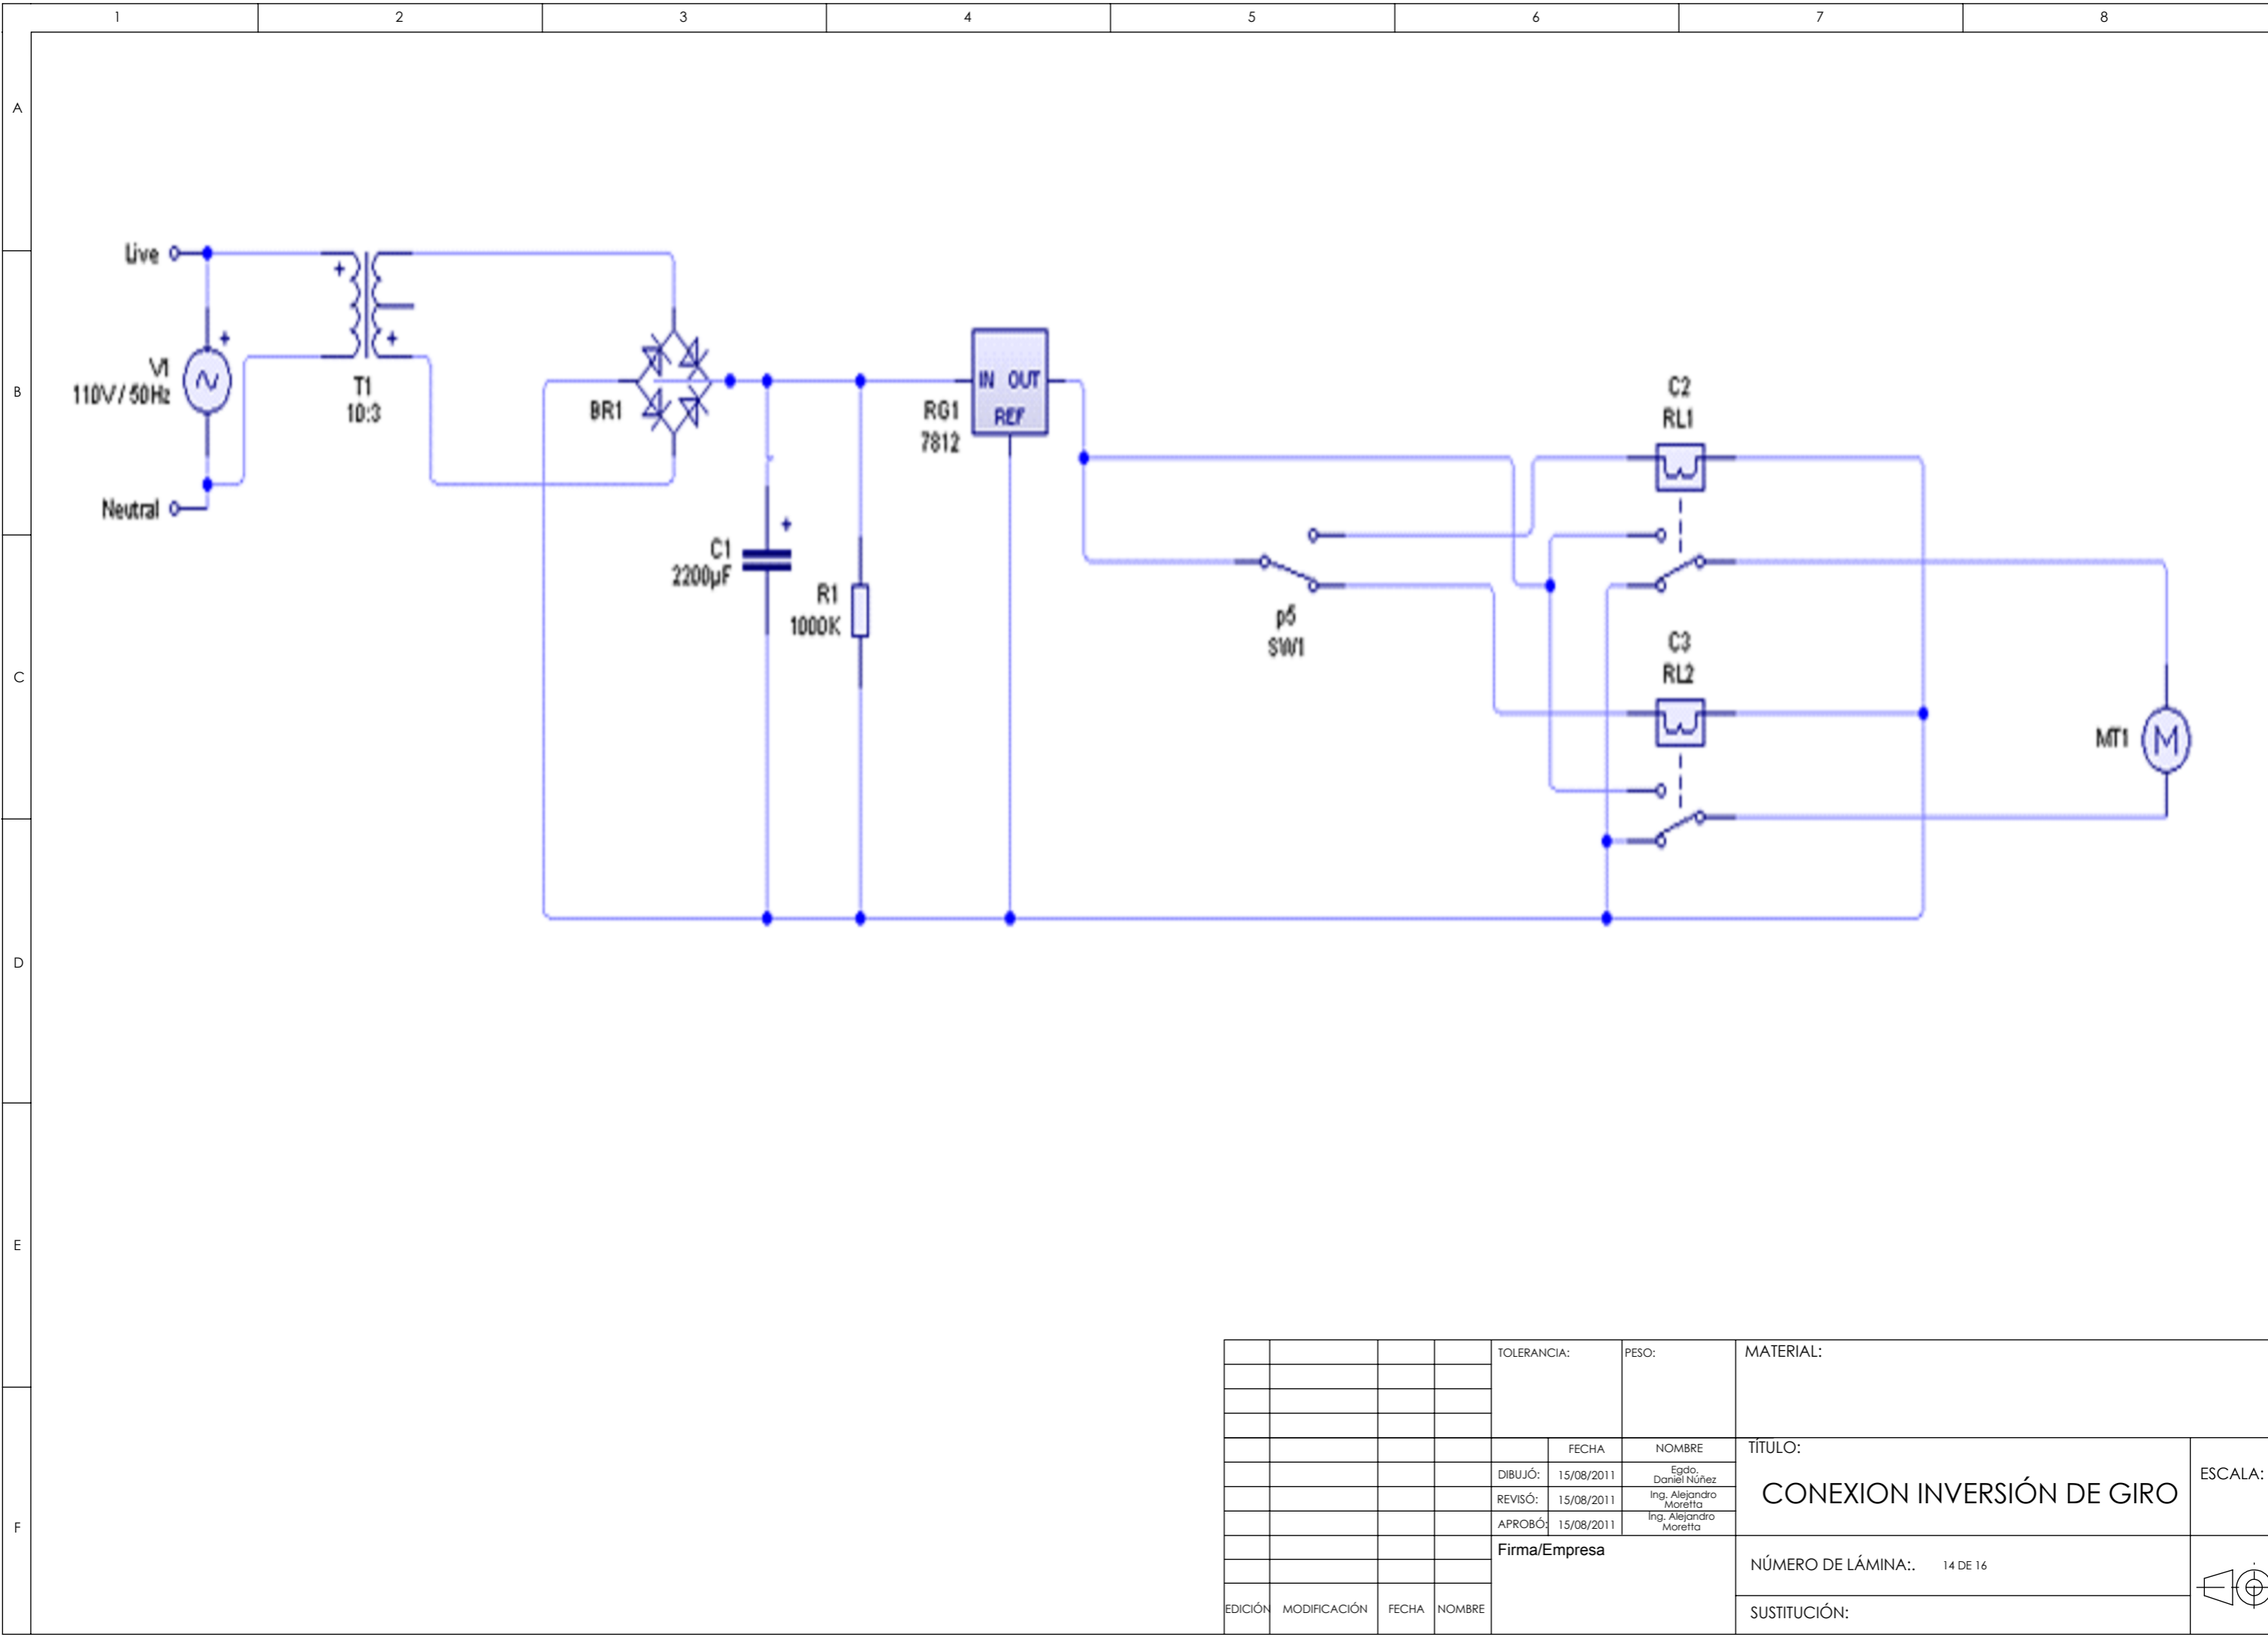 1 2 3 4 5 6 7 8
A
B
C
D
E
F
Live
V1
110V / 50Hz
Neutral
T1
10:3
BR1
C1
2200µF
R1
1000K
RG1
7812
IN OUT
REF
p5
SW1
C2
RL1
C3
RL2
MT1
M
TOLERANCIA:
PESO:
MATERIAL:
FECHA NOMBRE
DIBUJÓ: 15/08/2011 Egdo. Daniel Núñez
REVISÓ: 15/08/2011 Ing. Alejandro Moretta
APROBÓ: 15/08/2011 Ing. Alejandro Moretta
TÍTULO:
CONEXION INVERSIÓN DE GIRO
ESCALA:
Firma/Empresa
NÚMERO DE LÁMINA:. 14 DE 16
SUSTITUCIÓN:
EDICIÓN MODIFICACIÓN FECHA NOMBRE